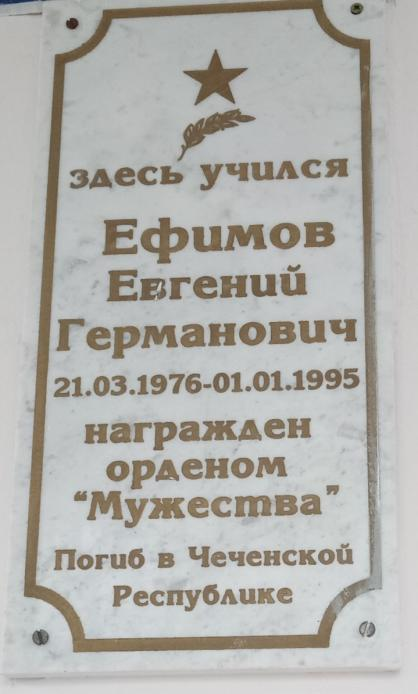 здесь учился
Ефимов
Евгений
Германович
21.03.1976-01.01.1995
награжден
орденом
“Мужества”
Погиб в Чеченской
Республике